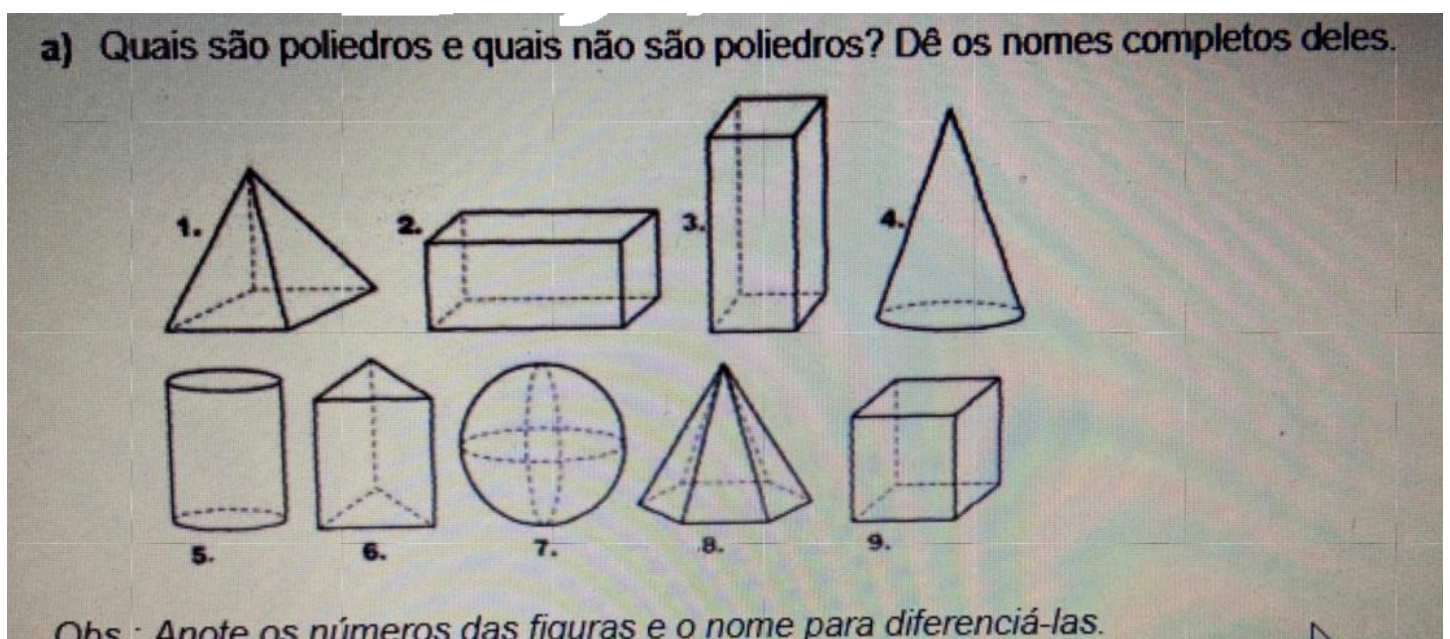 a) Quais são poliedros e quais não são poliedros? Dê os nomes completos deles.
1. 2. 3. 4.
5. 6. 7. 8. 9.
Obs.: Anote os números das figuras e o nome para diferenciá-las.